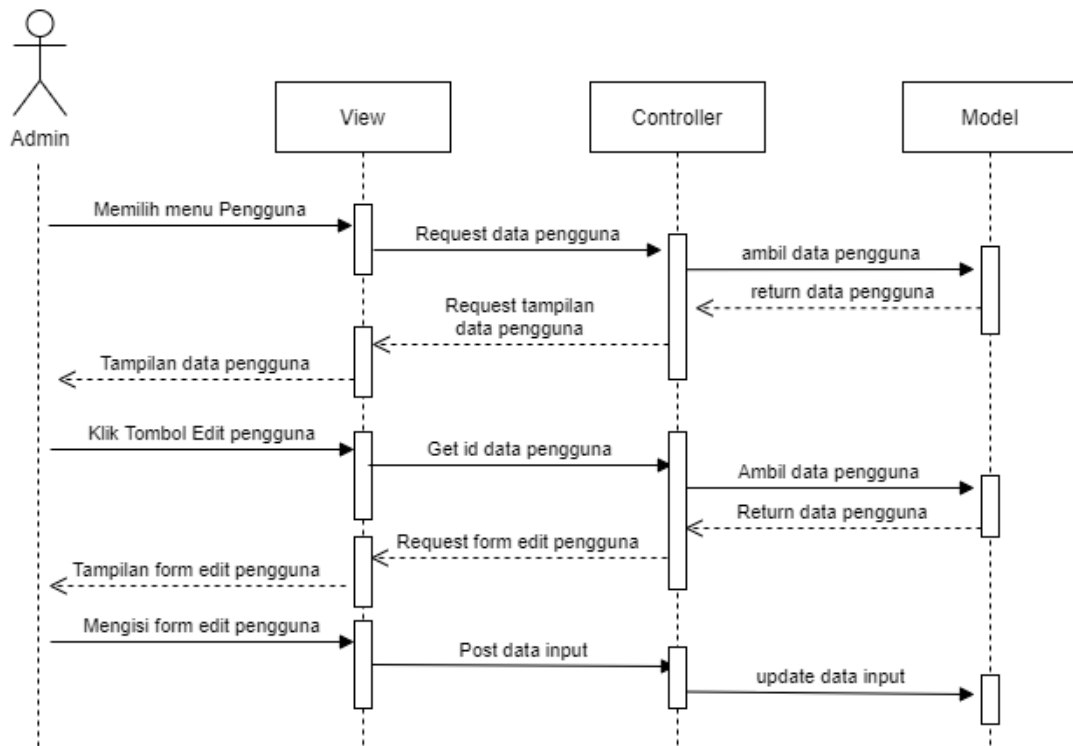 Admin
View
Controller
Model
Memilih menu Pengguna
Request data pengguna
ambil data pengguna
return data pengguna
Request tampilan
data pengguna
Tampilan data pengguna
Klik Tombol Edit pengguna
Get id data pengguna
Ambil data pengguna
Return data pengguna
Request form edit pengguna
Tampilan form edit pengguna
Mengisi form edit pengguna
Post data input
update data input